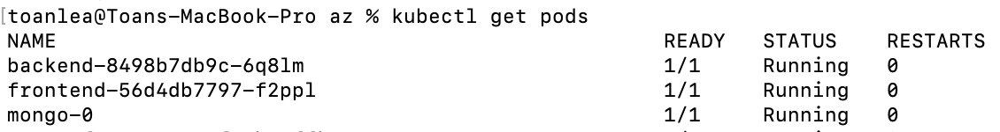 [toanlea@Toans-MacBook-Pro az % kubectl get pods
NAME READY STATUS RESTARTS
backend-8498b7db9c-6q8lm 1/1 Running 0
frontend-56d4db7797-f2ppl 1/1 Running 0
mongo-0 1/1 Running 0